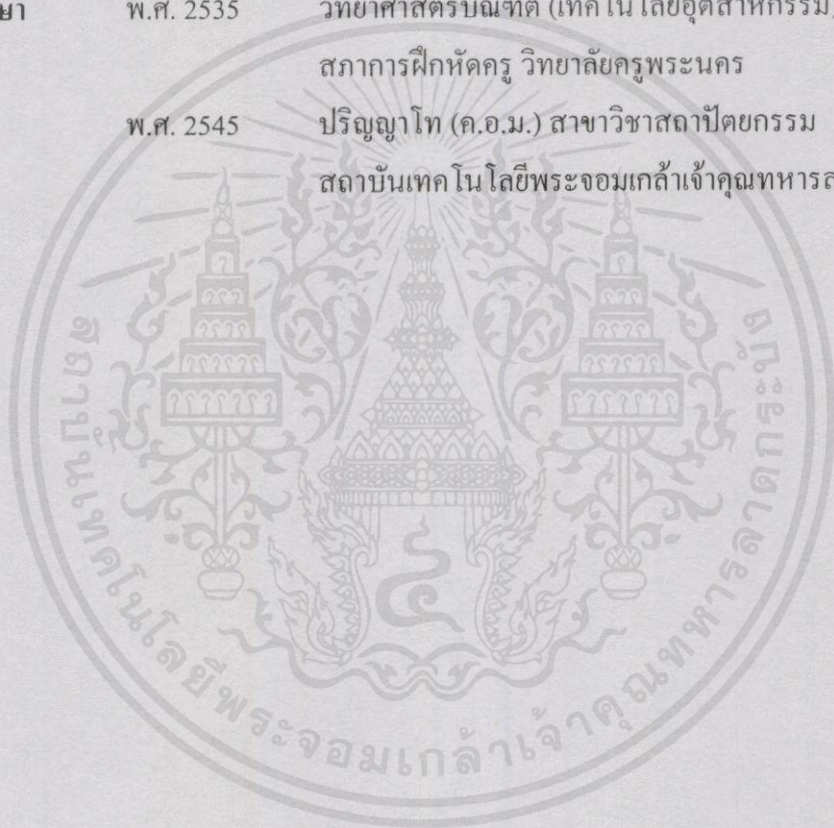 ษา พ.ศ. 2535 วิทยาศาสตรบัณฑิต (เทคโนโลยีอุตสาหกรรม)
สภาการฝึกหัดครู วิทยาลัยครูพระนคร
พ.ศ. 2545 ปริญญาโท (ค.อ.ม.) สาขาวิชาสถาปัตยกรรม
สถาบันเทคโนโลยีพระจอมเกล้าเจ้าคุณทหารล
สถาบันเทคโนโลยีพระจอมเกล้าเจ้าคุณทหารลาดกระบัง